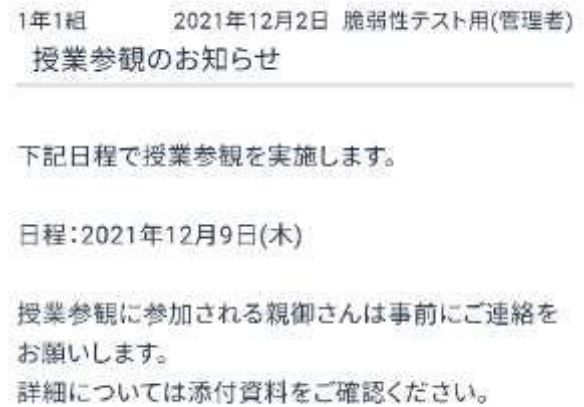 1年1組 2021年12月2日 脆弱性テスト用(管理者)
授業参観のお知らせ
下記日程で授業参観を実施します。
日程:2021年12月9日(木)
授業参観に参加される親御さんは事前にご連絡を
お願いします。
詳細については添付資料をご確認ください。